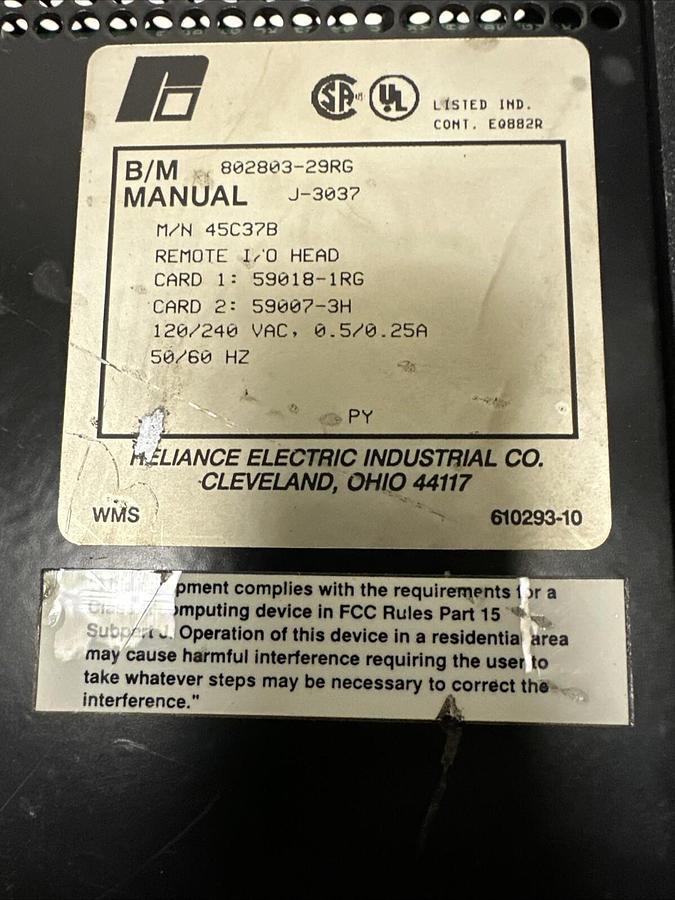 LISTED IND.
CONT. EQ882R
B/M 802803-29RG
MANUAL J-3037
M/N 45C37B
REMOTE I/O HEAD
CARD 1: 59018-1RG
CARD 2: 59007-3H
120/240 VAC, 0.5/0.25A
50/60 HZ
PY
RELIANCE ELECTRIC INDUSTRIAL CO.
CLEVELAND, OHIO 44117
WMS 610293-10
pment complies with the requirements for a
Class omputing device in FCC Rules Part 15
Subpart J. Operation of this device in a residential area
may cause harmful interference requiring the user to
take whatever steps may be necessary to correct the
interference."